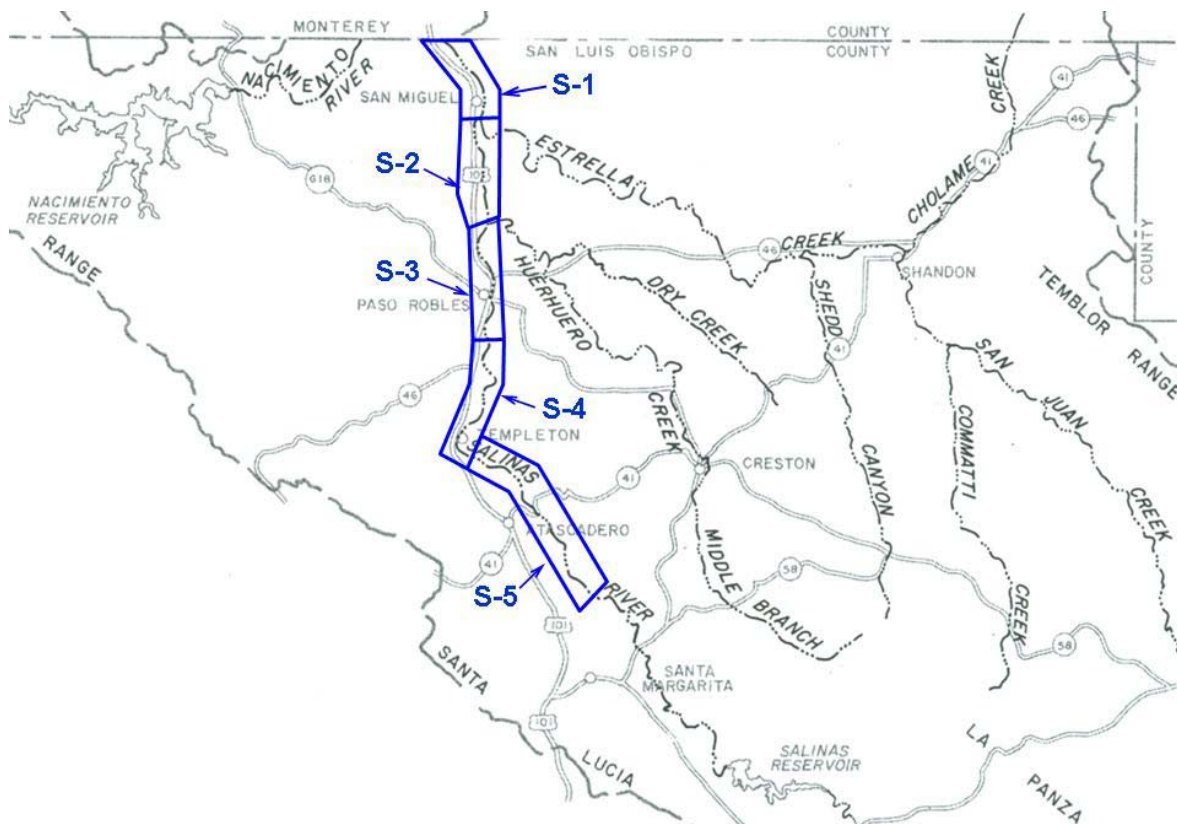 MONTEREY
COUNTY
SAN LUIS OBISPO
COUNTY
NACIMIENTO
RIVER
SAN MIGUEL
S-1
CREEK
41
46
ESTRELLA
S-2
101
41
G18
CHOLAME
NACIMIENTO
RESERVOIR
RANGE
CREEK
46
SHANDON
COUNTY
S-3
HUERHUERO
DRY CREEK
SHEDD
TEMBLOR
RANGE
PASO ROBLES
41
SAN
JUAN
CREEK
46
S-4
CREEK
COMMATTI
TEMPLETON
SALINAS
CANYON
CRESTON
41
ATASCADERO
41
MIDDLE
BRANCH
58
S-5
RIVER
CREEK
101
58
SANTA
SANTA
MARGARITA
101
LUCIA
SALINAS
RESERVOIR
LA
PANZA